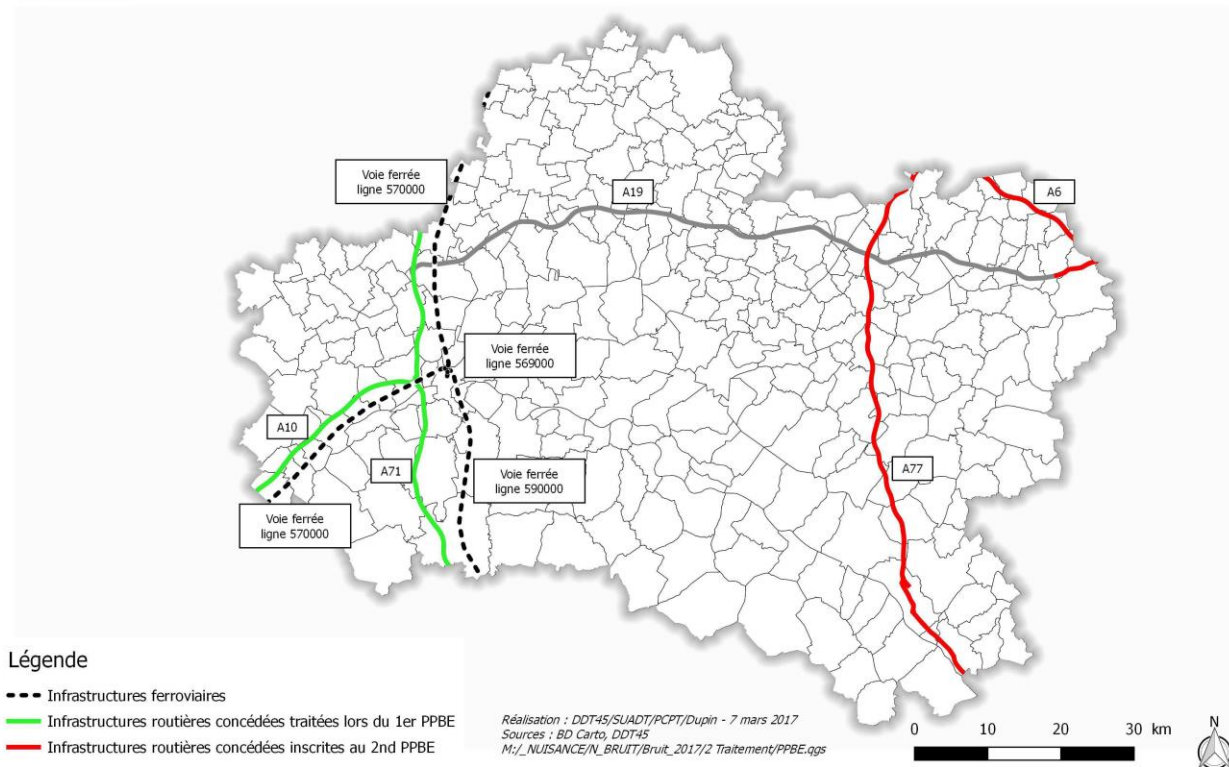 Voie ferrée
ligne 570000
A19
A6
Voie ferrée
ligne 569000
A10
A71
Voie ferrée
ligne 590000
A77
Voie ferrée
ligne 570000
Légende
Infrastructures ferroviaires
Infrastructures routières concédées traitées lors du 1er PPBE
Infrastructures routières concédées inscrites au 2nd PPBE
Réalisation : DDT45/SUADT/PCPT/Dupin - 7 mars 2017
Sources : BD Carto, DDT45
M:/_NUISANCE/N_BRUIT/Bruit_2017/2 Traitement/PPBE.qgs
0 10 20 30 km
N